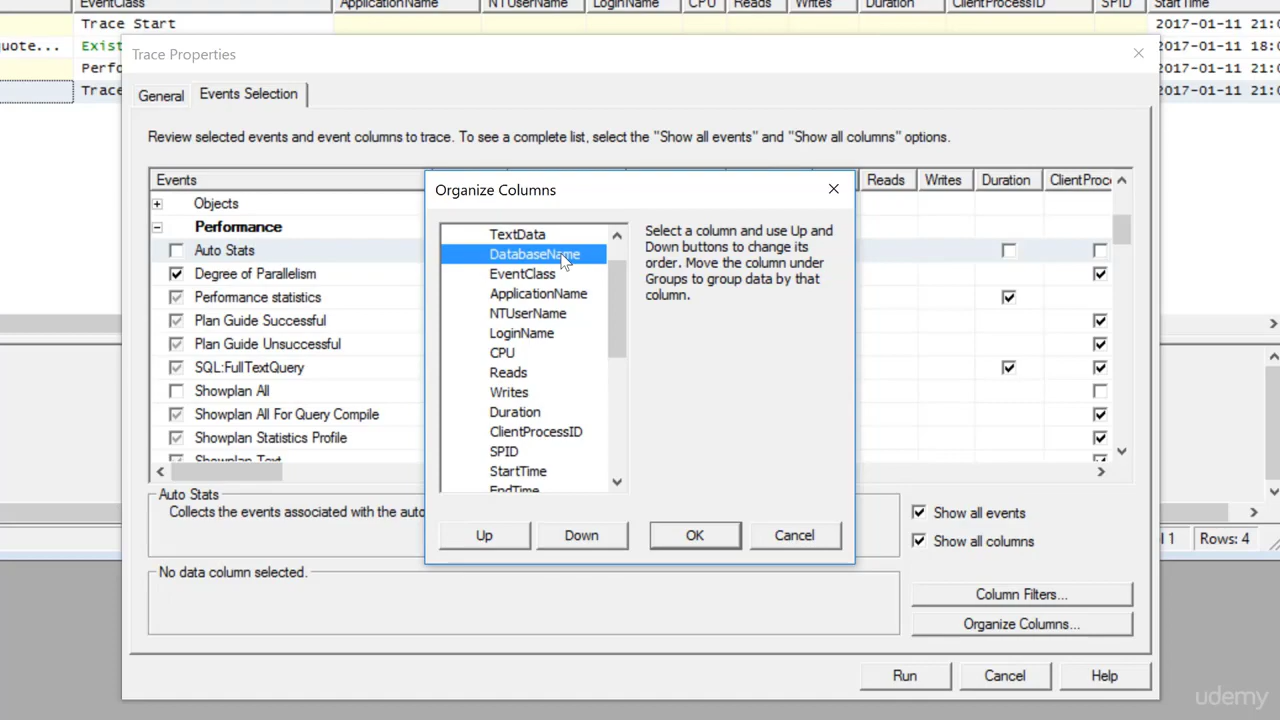 EventClass ApplicationName NTUserName LoginName CPU Reads Writes Duration ClientProcessID SPID StartTime
Trace Start 2017-01-11 21:0
quote... Exist 2017-01-11 18:0
Perfo 2017-01-11 21:0
Trace 2017-01-11 21:0
Trace Properties
General Events Selection
Review selected events and event columns to trace. To see a complete list, select the "Show all events" and "Show all columns" options.
Events Reads Writes Duration ClientProc
Objects
Performance
Auto Stats
Degree of Parallelism
Performance statistics
Plan Guide Successful
Plan Guide Unsuccessful
SQL:FullTextQuery
Showplan All
Showplan All For Query Compile
Showplan Statistics Profile
Showplan Text
Organize Columns
TextData
DatabaseName
EventClass
ApplicationName
NTUserName
LoginName
CPU
Reads
Writes
Duration
ClientProcessID
SPID
StartTime
EndTime
Select a column and use Up and
Down buttons to change its
order. Move the column under
Groups to group data by that
column.
Up Down OK Cancel
Auto Stats
Collects the events associated with the auto
No data column selected.
Show all events
Show all columns
Column Filters...
Organize Columns...
Run Cancel Help
l 1 Rows: 4
udemy